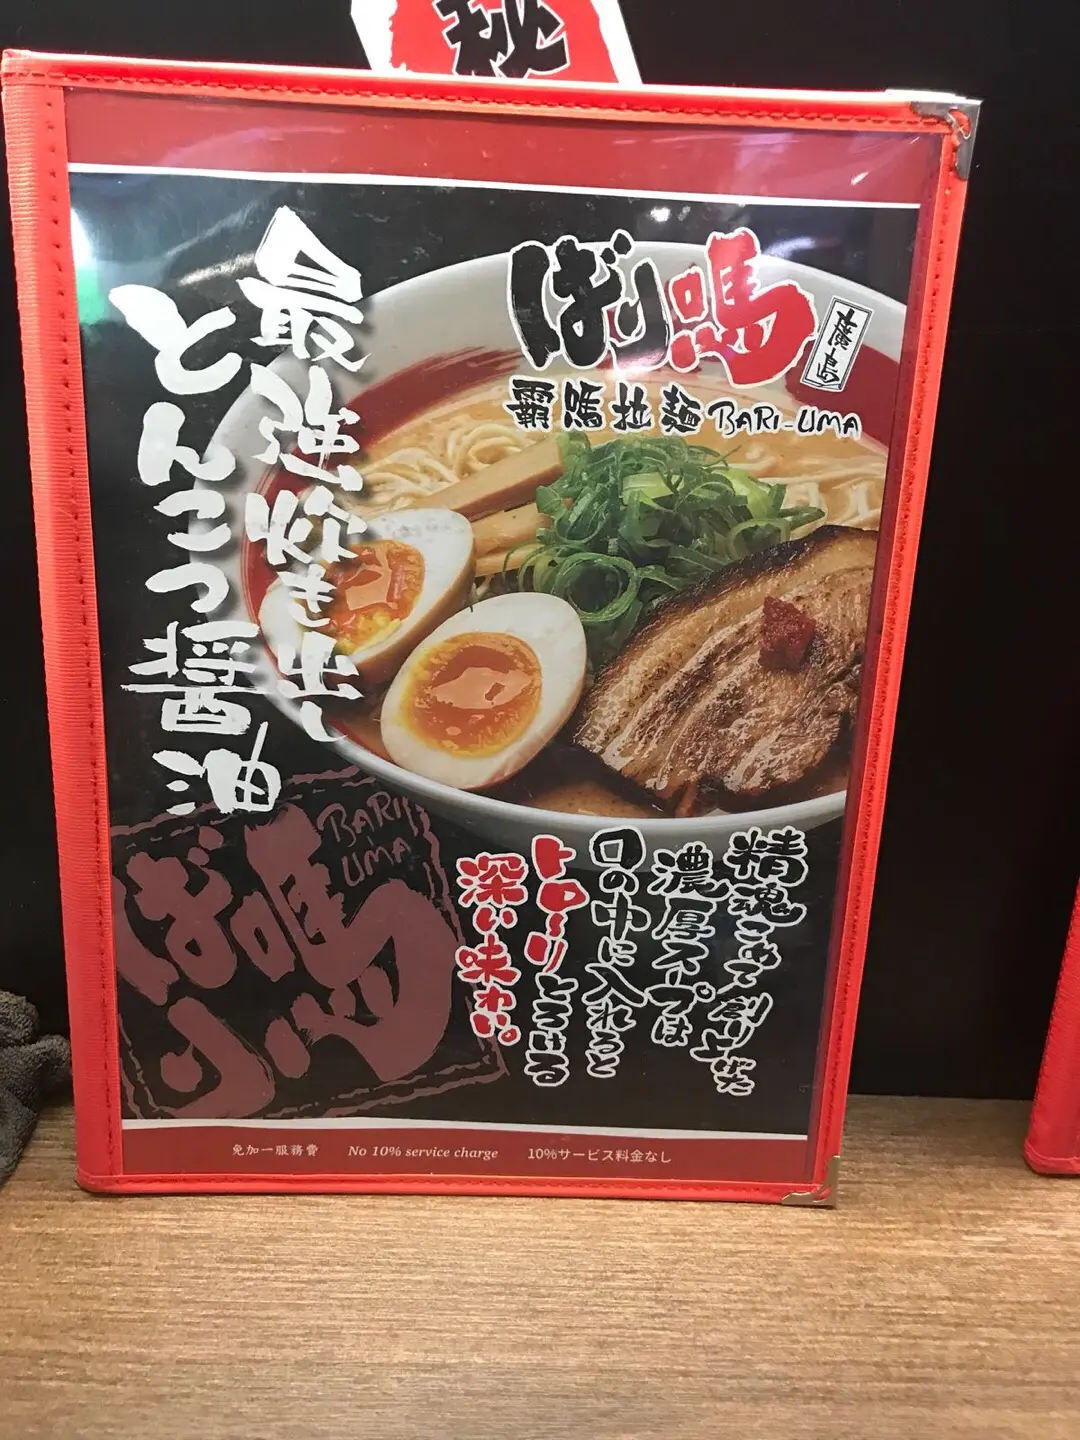 秘
ばり嗎
廣島
覇嗎拉麺 BARI-UMA
最強炊き出し
とんこつ醤油
精魂こめて創り上げた
濃厚スープは
口の中に入れると
トロ〜リとろける
深い味わい。
BARI
UMA
ばり嗎
免加一服務費 No 10% service charge 10%サービス料金なし